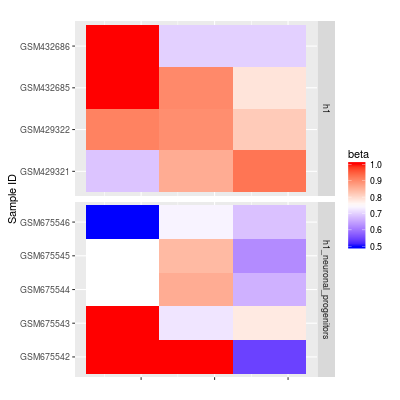 GSM432686
GSM432685
GSM429322
GSM429321
h1
GSM675546
GSM675545
GSM675544
GSM675543
GSM675542
h1_neuronal_progenitors
Sample ID
beta
1.0
0.9
0.8
0.7
0.6
0.5